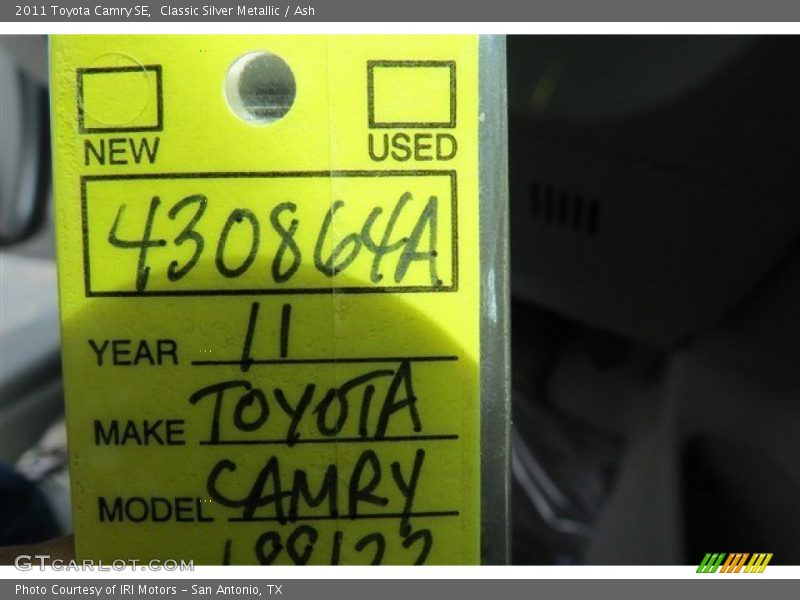 2011 Toyota Camry SE,  Classic Silver Metallic / Ash
NEW USED
430864A
YEAR 11
MAKE TOYOTA
MODEL CAMRY
GTcarlot.com
Photo Courtesy of IRI Motors - San Antonio, TX